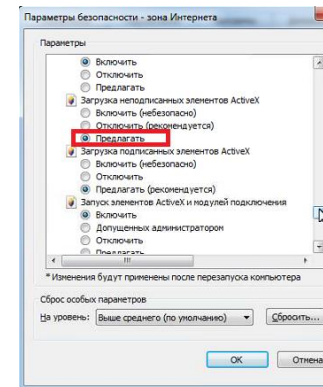 Параметры безопасности - зона Интернета
Параметры
Включить
Отключить
Предлагать
Загрузка неподписанных элементов ActiveX
Включить (небезопасно)
Отключить (рекомендуется)
Предлагать
Загрузка подписанных элементов ActiveX
Включить (небезопасно)
Отключить
Предлагать (рекомендуется)
Запуск элементов ActiveX и модулей подключения
Включить
Допущенных администратором
Отключить
Предлагать
* Изменения будут применены после перезапуска компьютера
Сброс особых параметров
На уровень: Выше среднего (по умолчанию) Сбросить...
ОК Отмена